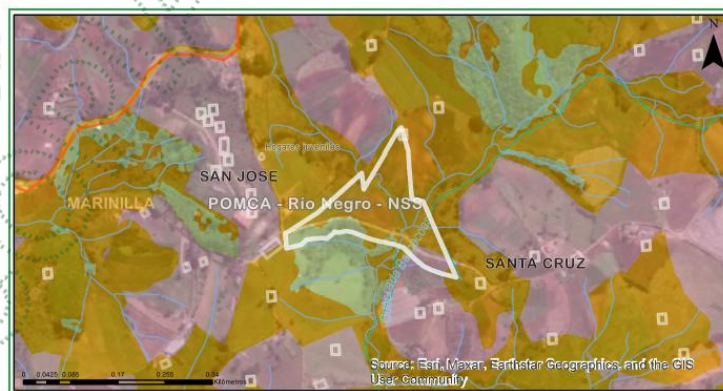 N
Hogares juveniles
SAN JOSE
MARINILLA
POMCA - Rio Negro - NSS
SANTA CRUZ
0 0.0425 0.085 0.17 0.255 0.34
Kilómetros
Source: Esri, Maxar, Earthstar Geographics, and the GIS
User Community